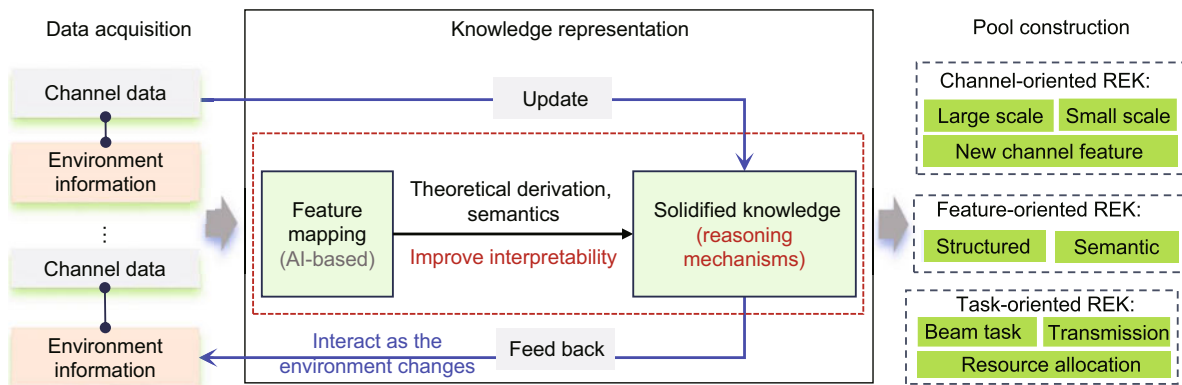 Data acquisition
Knowledge representation
Pool construction
Channel data
Environment
information
⋮
Channel data
Environment
information
Update
Feature
mapping
(AI-based)
Theoretical derivation,
semantics
Improve interpretability
Solidified knowledge
(reasoning
mechanisms)
Interact as the
environment changes
Feed back
Channel-oriented REK:
Large scale
Small scale
New channel feature
Feature-oriented REK:
Structured
Semantic
Task-oriented REK:
Beam task
Transmission
Resource allocation